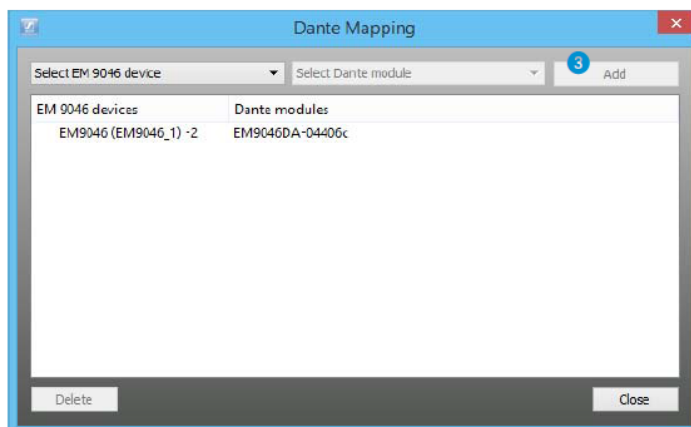 Dante Mapping
Select EM 9046 device Select Dante module 3 Add
EM 9046 devices Dante modules
EM9046 (EM9046_1) -2 EM9046DA-04406c
Delete Close